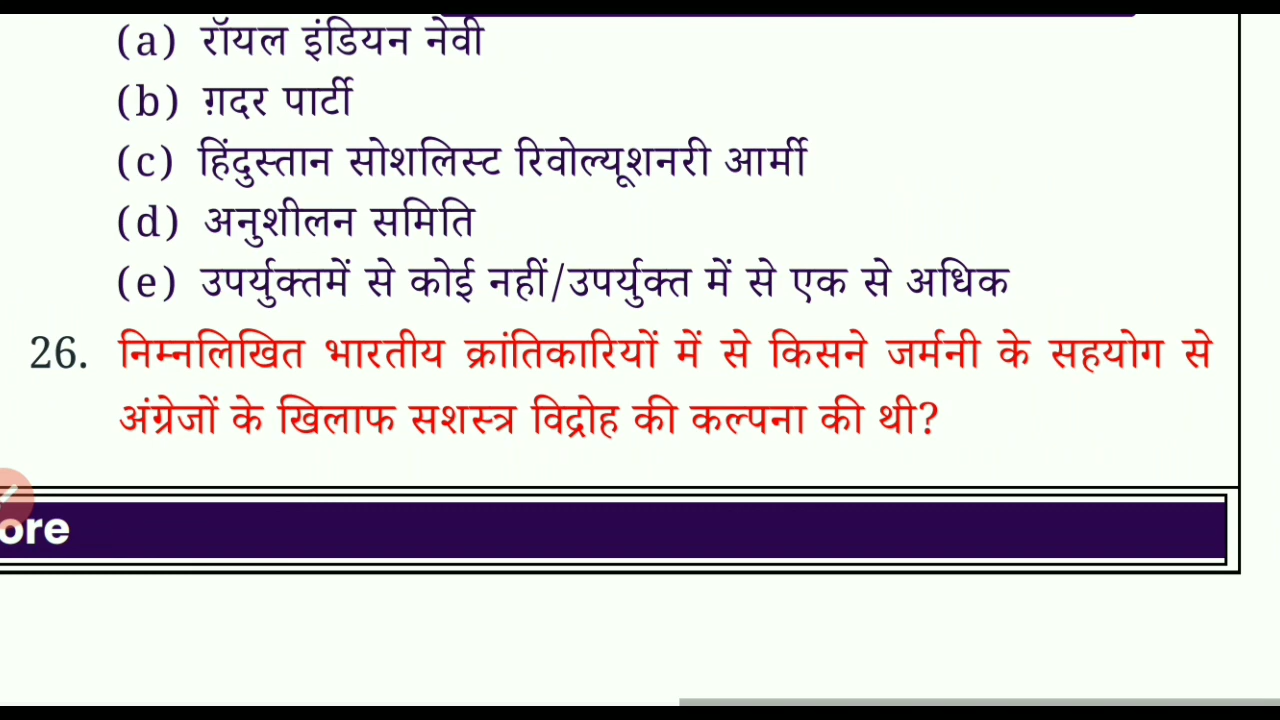 (a) रॉयल इंडियन नेवी
(b) ग़दर पार्टी
(c) हिंदुस्तान सोशलिस्ट रिवोल्यूशनरी आर्मी
(d) अनुशीलन समिति
(e) उपर्युक्तमें से कोई नहीं/उपर्युक्त में से एक से अधिक
26. निम्नलिखित भारतीय क्रांतिकारियों में से किसने जर्मनी के सहयोग से
अंग्रेजों के खिलाफ सशस्त्र विद्रोह की कल्पना की थी?
ore